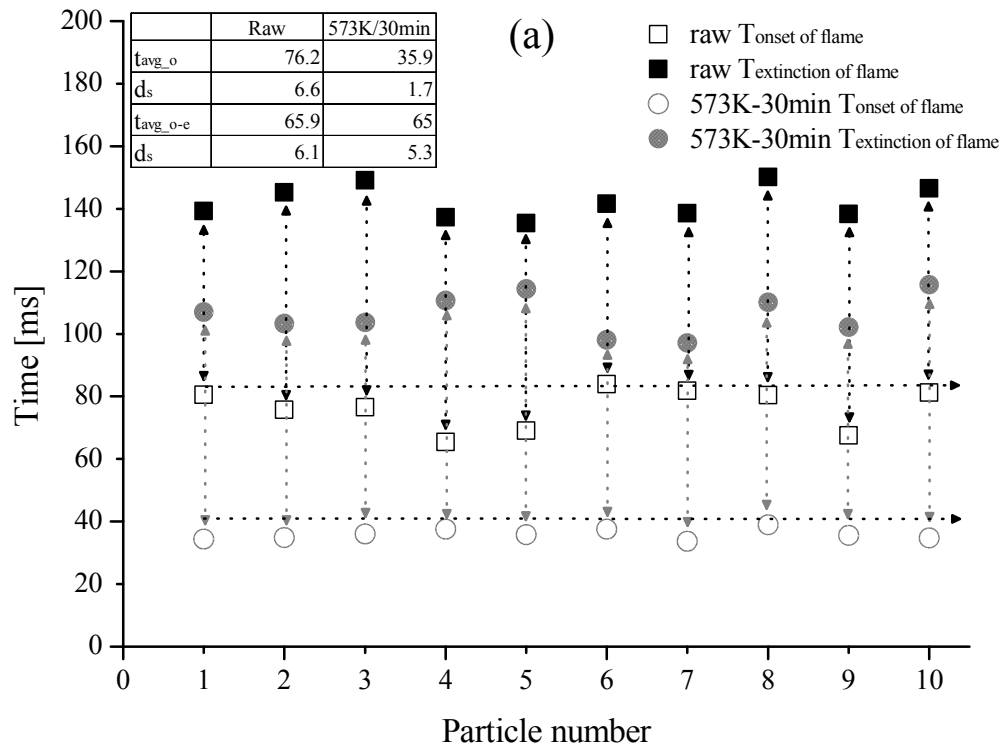 (a)
Raw 573K/30min
tavg_o 76.2 35.9
ds 6.6 1.7
tavg_o-e 65.9 65
ds 6.1 5.3
raw Tonset of flame
raw Textinction of flame
573K-30min Tonset of flame
573K-30min Textinction of flame
Time [ms]
200
180
160
140
120
100
80
60
40
20
0
0 1 2 3 4 5 6 7 8 9 10
Particle number